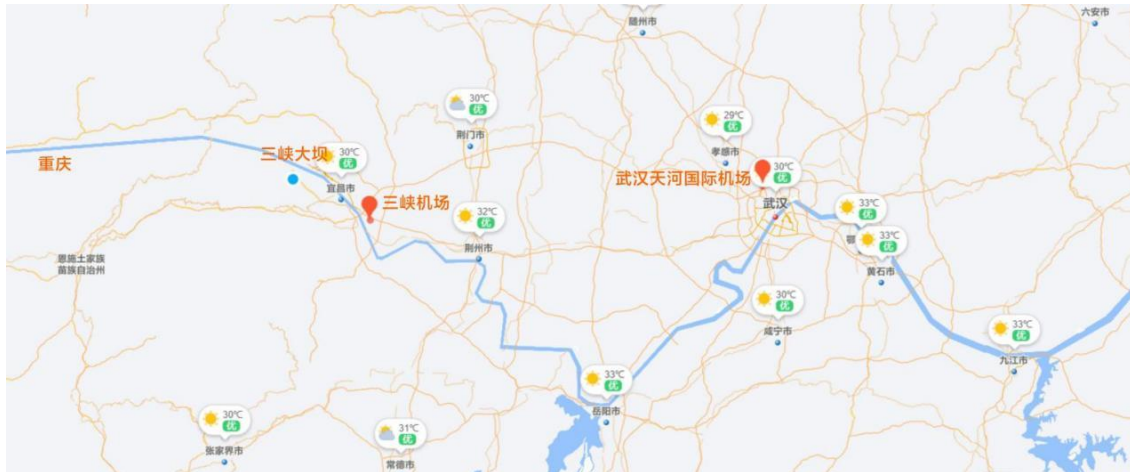 随州市
六安市
30℃
优
荆门市
29℃
优
孝感市
重庆
三峡大坝
30℃
宜昌市
武汉天河国际机场
30℃
优
武汉
三峡机场
32℃
优
荆州市
33℃
优
鄂
33℃
优
黄石市
恩施土家族
苗族自治州
30℃
优
咸宁市
33℃
优
九江市
33℃
优
岳阳市
30℃
优
张家界市
31℃
优
常德市